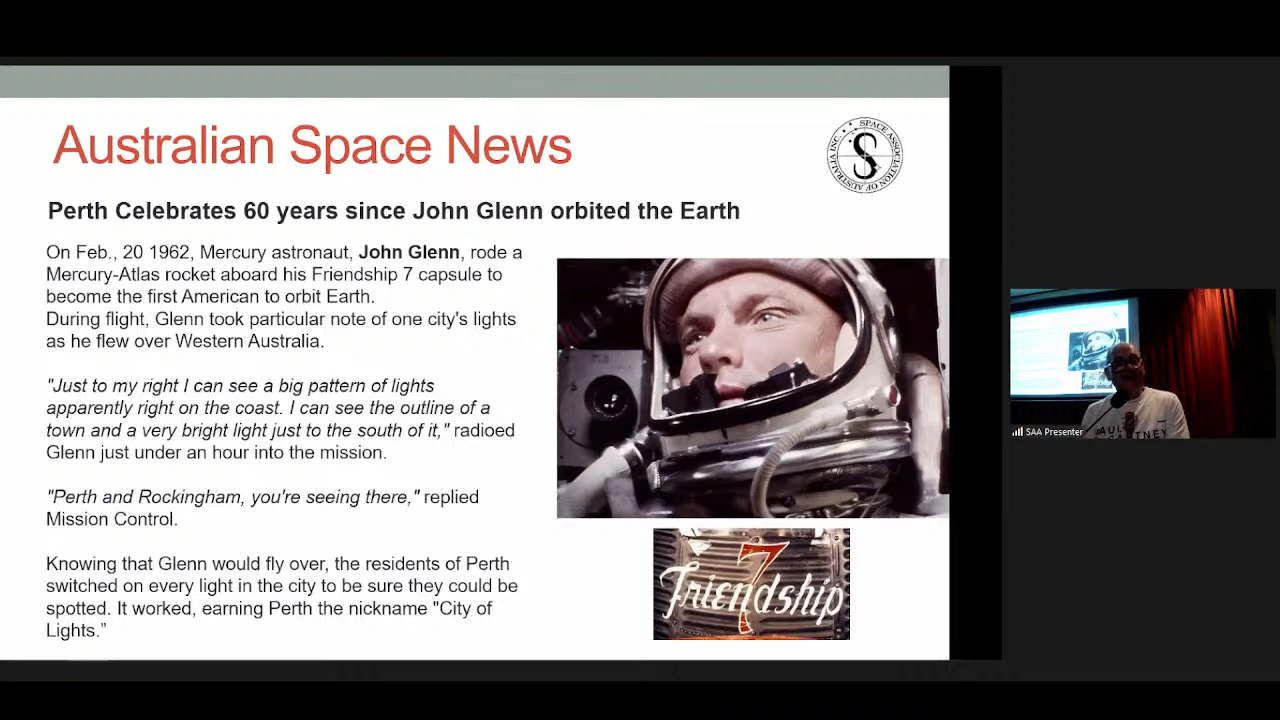 Australian Space News
SPACE ASSOCIATION OF AUSTRALIA INC
S
Perth Celebrates 60 years since John Glenn orbited the Earth
On Feb., 20 1962, Mercury astronaut, John Glenn, rode a
Mercury-Atlas rocket aboard his Friendship 7 capsule to
become the first American to orbit Earth.
During flight, Glenn took particular note of one city's lights
as he flew over Western Australia.
"Just to my right I can see a big pattern of lights
apparently right on the coast. I can see the outline of a
town and a very bright light just to the south of it," radioed
Glenn just under an hour into the mission.
"Perth and Rockingham, you're seeing there," replied
Mission Control.
Knowing that Glenn would fly over, the residents of Perth
switched on every light in the city to be sure they could be
spotted. It worked, earning Perth the nickname "City of
Lights.”
Friendship
7
SAA Presenter